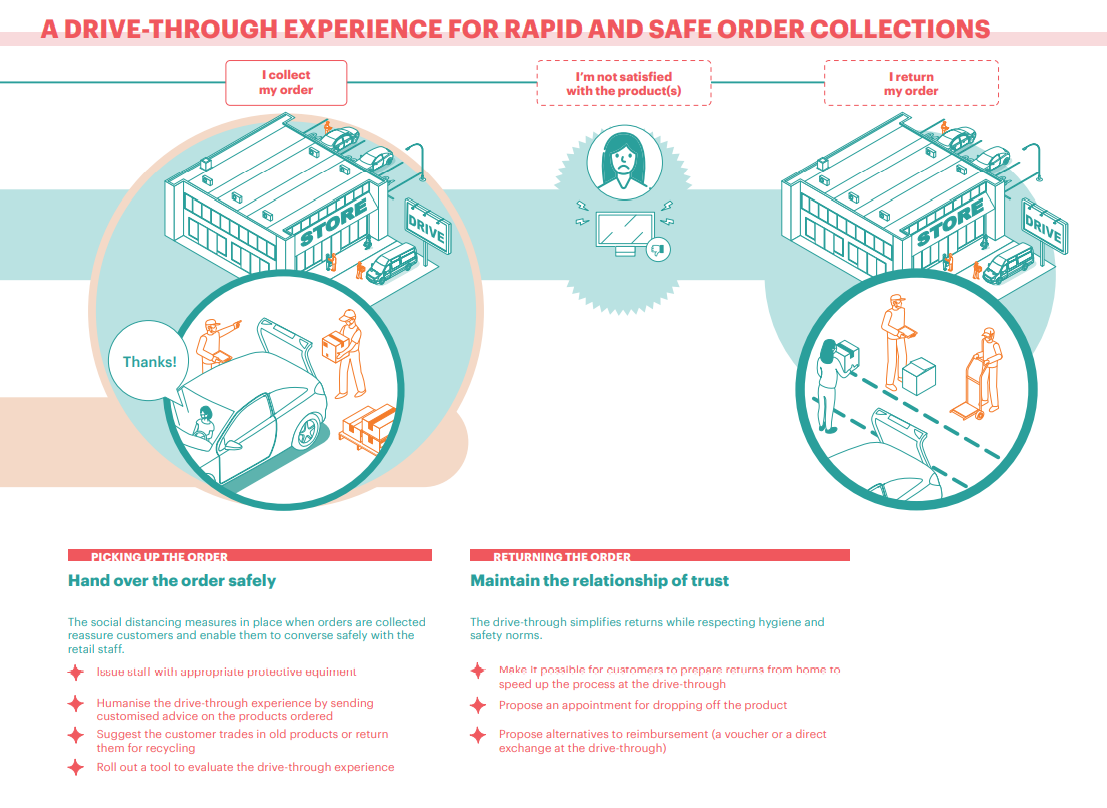 A DRIVE-THROUGH EXPERIENCE FOR RAPID AND SAFE ORDER COLLECTIONS
I collect
my order
I'm not satisfied
with the product(s)
I return
my order
STORE
DRIVE
STORE
DRIVE
Thanks!
PICKING UP THE ORDER
Hand over the order safely
The social distancing measures in place when orders are collected
reassure customers and enable them to converse safely with the
retail staff.
Issue staff with appropriate protective equipment
Humanise the drive-through experience by sending
customised advice on the products ordered
Suggest the customer trades in old products or return
them for recycling
Roll out a tool to evaluate the drive-through experience
RETURNING THE ORDER
Maintain the relationship of trust
The drive-through simplifies returns while respecting hygiene and
safety norms.
Make it possible for customers to prepare returns from home to
speed up the process at the drive-through
Propose an appointment for dropping off the product
Propose alternatives to reimbursement (a voucher or a direct
exchange at the drive-through)